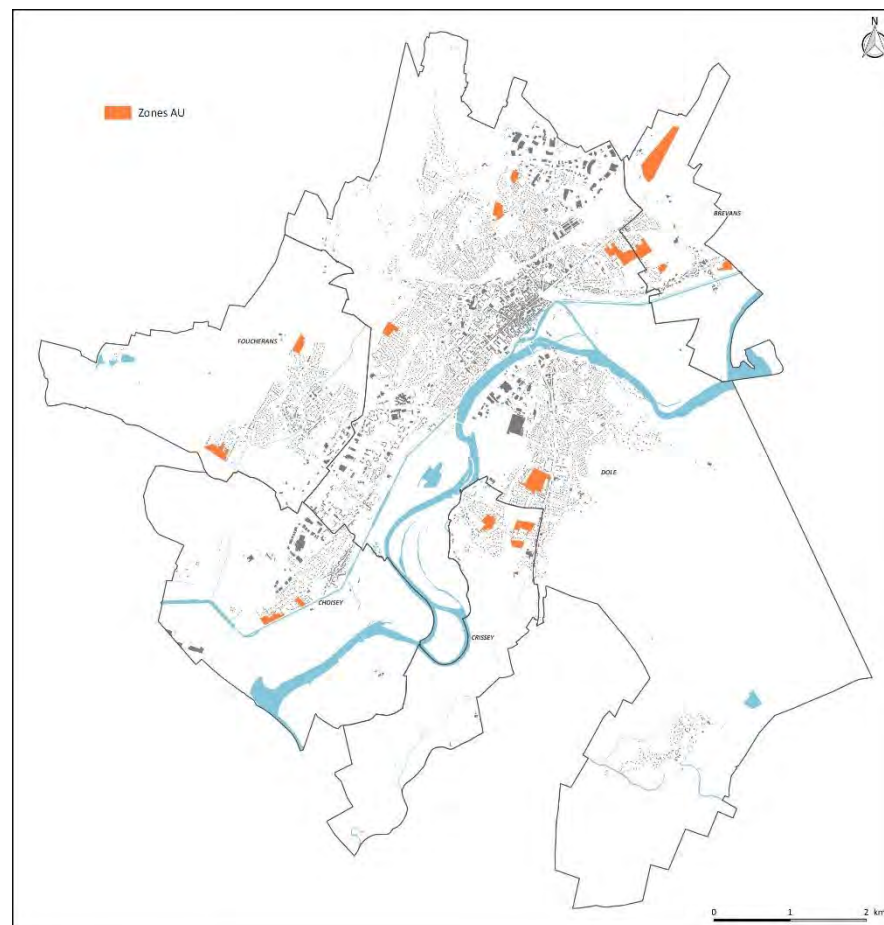 N
Zones AU
BREVANS
FOUCHERANS
DOLE
CHOISEY
CRISSEY
0 1 2 km